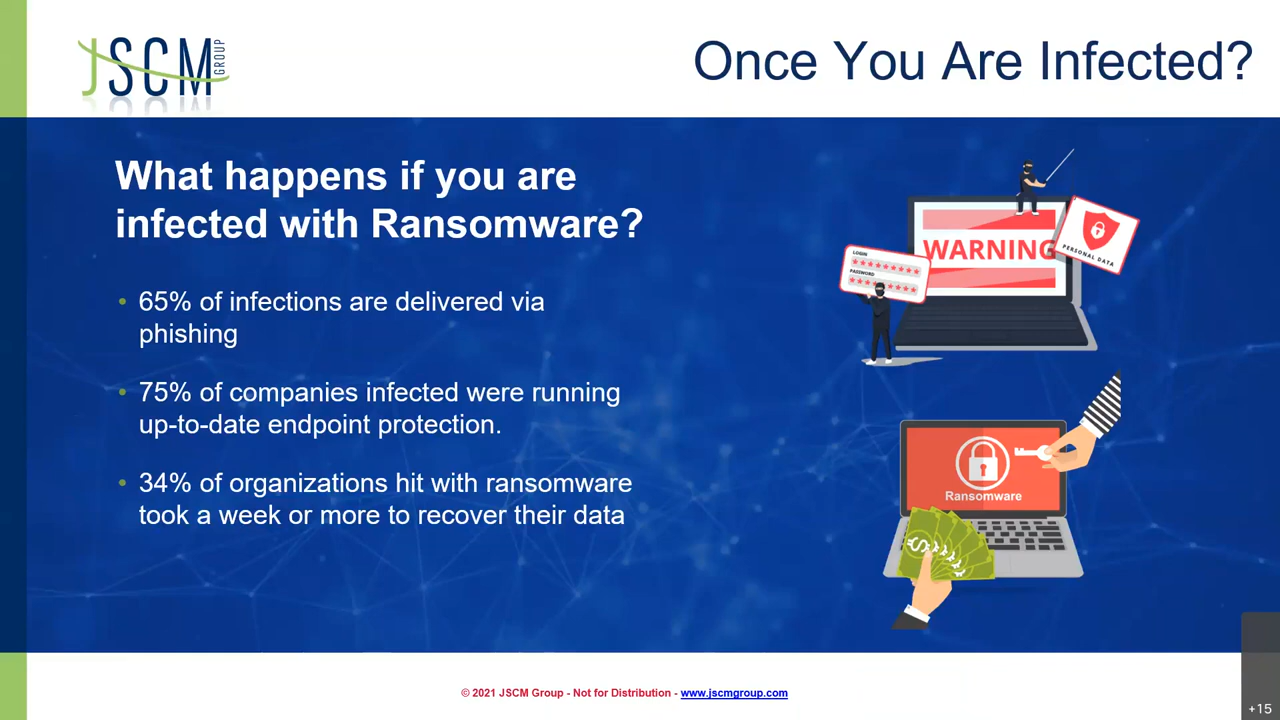 JSCM GROUP
Once You Are Infected?
What happens if you are
infected with Ransomware?
• 65% of infections are delivered via
phishing
• 75% of companies infected were running
up-to-date endpoint protection.
• 34% of organizations hit with ransomware
took a week or more to recover their data
WARNING
PERSONAL DATA
LOGIN
PASSWORD
Ransomware
© 2021 JSCM Group - Not for Distribution - www.jscmgroup.com
+15